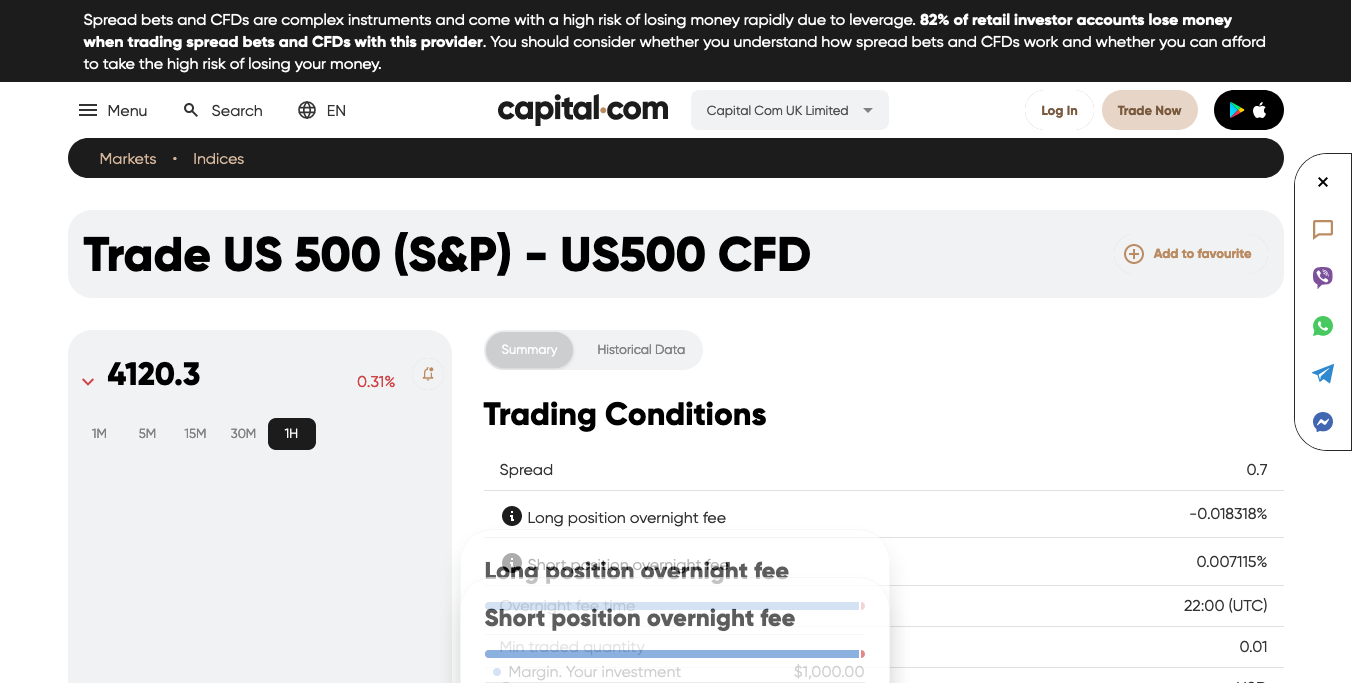 Spread bets and CFDs are complex instruments and come with a high risk of losing money rapidly due to leverage. 82% of retail investor accounts lose money
when trading spread bets and CFDs with this provider. You should consider whether you understand how spread bets and CFDs work and whether you can afford
to take the high risk of losing your money.
Menu
Search
EN
capital.com
Capital Com UK Limited
Log In
Trade Now
Markets • Indices
Trade US 500 (S&P) - US500 CFD
Add to favourite
4120.3
0.31%
1M 5M 15M 30M 1H
Summary
Historical Data
Trading Conditions
Spread 0.7
Long position overnight fee -0.018318%
Short position overnight fee 0.007115%
Long position overnight fee
Overnight fee time 22:00 (UTC)
Short position overnight fee
Min traded quantity 0.01
Margin. Your investment $1,000.00